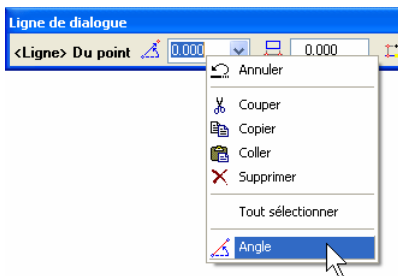 Ligne de dialogue
<Ligne> Du point 0.000 0.000
Annuler
Couper
Copier
Coller
Supprimer
Tout sélectionner
Angle